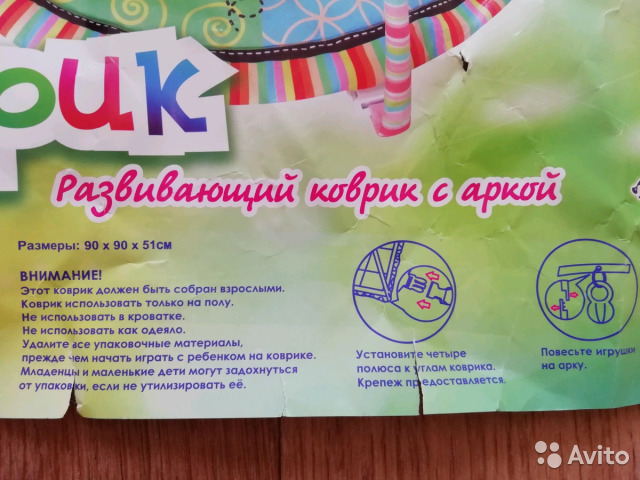 рик
Развивающий коврик с аркой
Размеры: 90 x 90 x 51см
ВНИМАНИЕ!
Этот коврик должен быть собран взрослыми.
Коврик использовать только на полу.
Не использовать в кроватке.
Не использовать как одеяло.
Удалите все упаковочные материалы,
прежде чем начать играть с ребенком на коврике.
Младенцы и маленькие дети могут задохнуться
от упаковки, если не утилизировать её.
Установите четыре
полюса к углам коврика.
Крепеж предоставляется.
Повесьте игрушки
на арку.
Avito